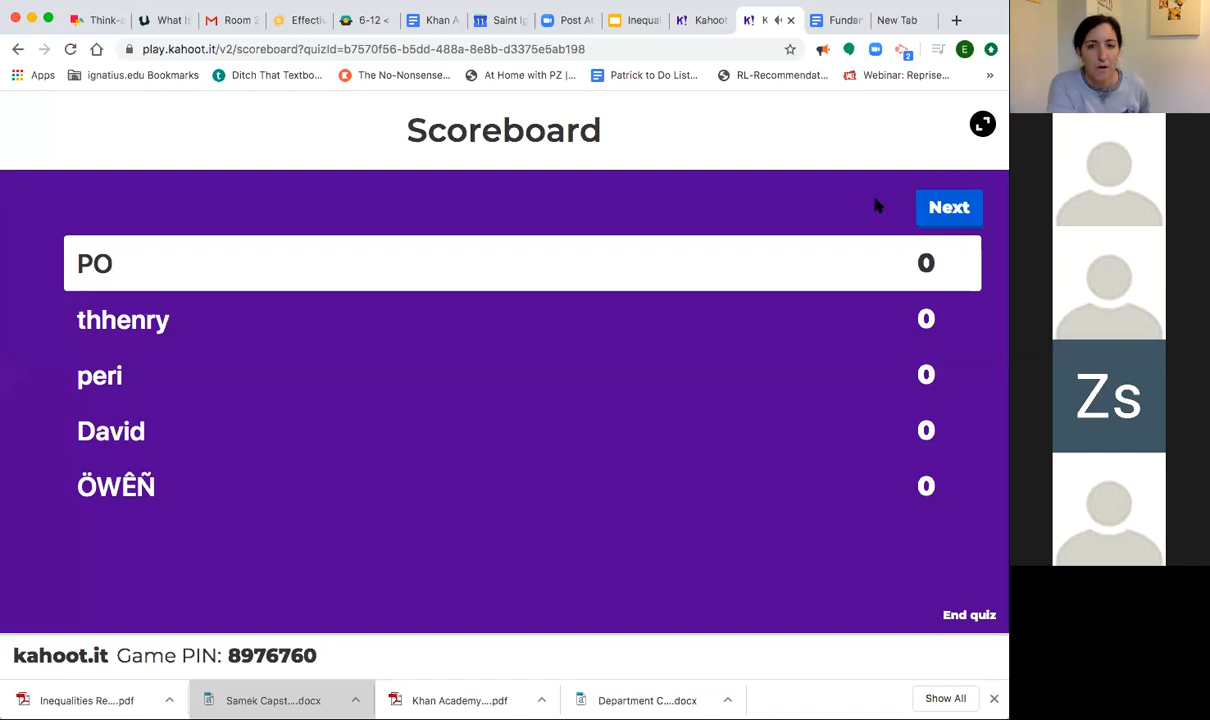 Think-a
What Is
Room 2
Effectiv
6-12 <
Khan A
Saint Ig
Post At
Inequal
Kahoot
K
Fundan
New Tab
play.kahoot.it/v2/scoreboard?quizId=b7570f56-b5dd-488a-8e8b-d3375e5ab198
E
2
Apps
ignatius.edu Bookmarks
Ditch That Textbo...
The No-Nonsense...
At Home with PZ |...
Patrick to Do List...
RL-Recommendat...
Webinar: Reprise...
»
Scoreboard
Next
PO 0
thhenry 0
peri 0
David 0
ÖWÊÑ 0
End quiz
kahoot.it Game PIN: 8976760
Inequalities Re....pdf
Samek Capst....docx
Khan Academy....pdf
Department C....docx
Show All
Zs